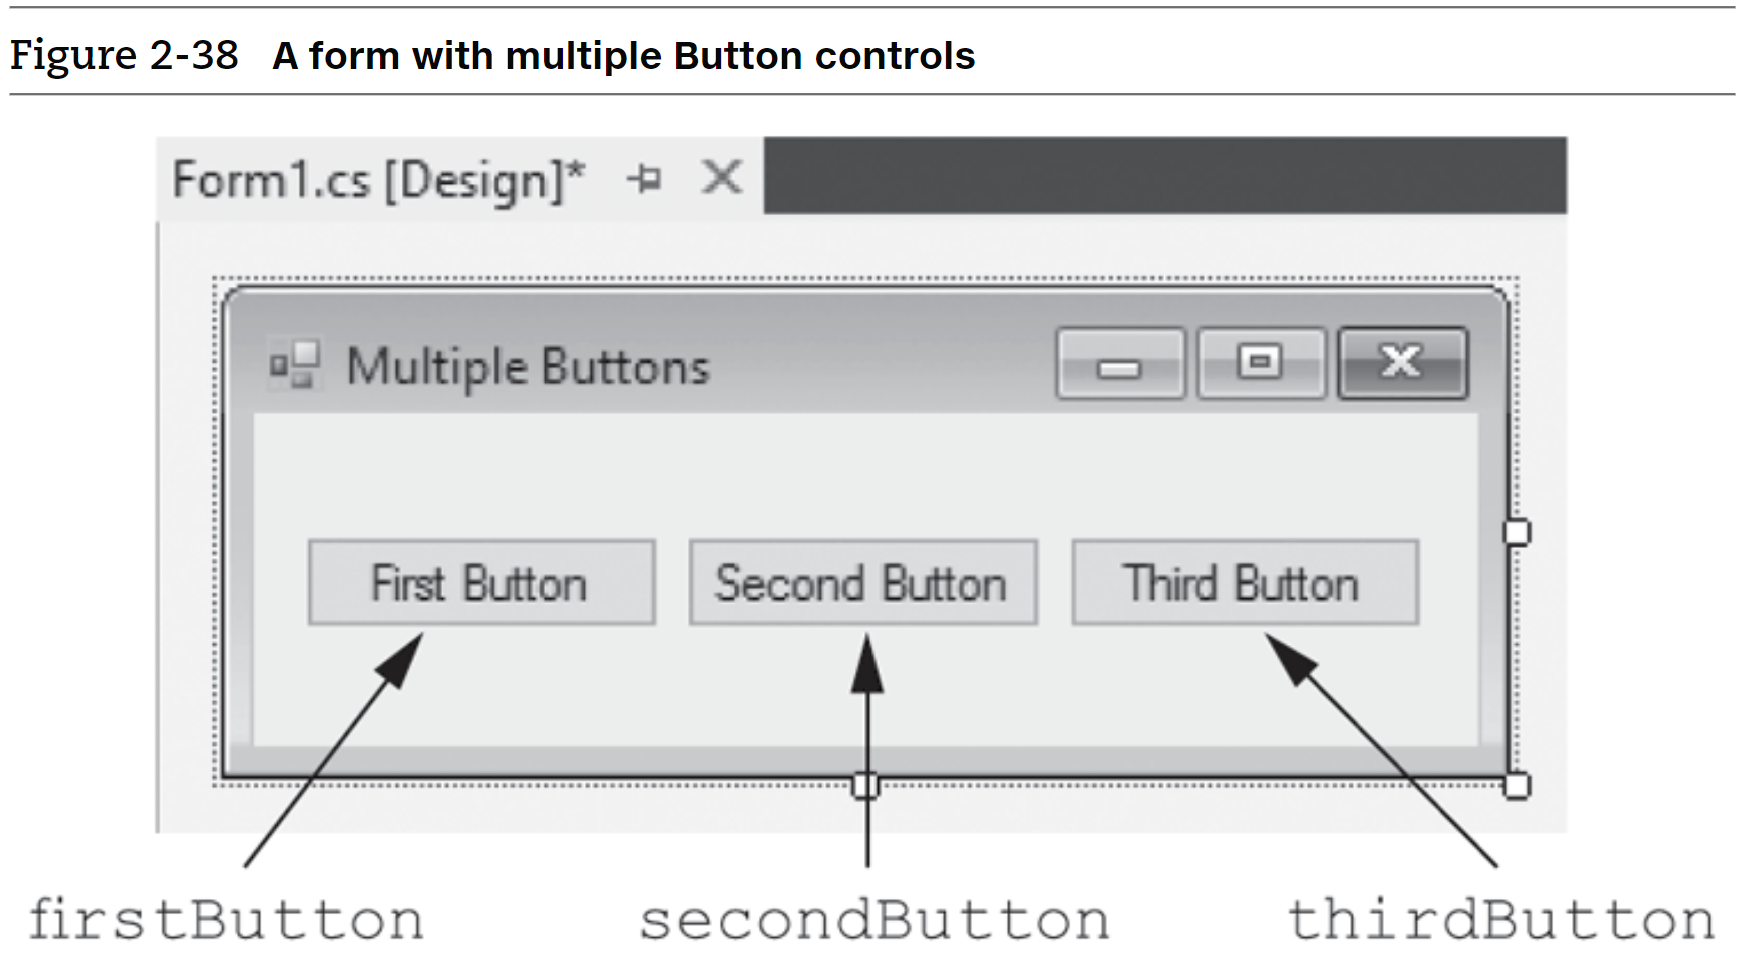 Figure 2-38 A form with multiple Button controls
Form1.cs [Design]*
Multiple Buttons
First Button Second Button Third Button
firstButton secondButton thirdButton